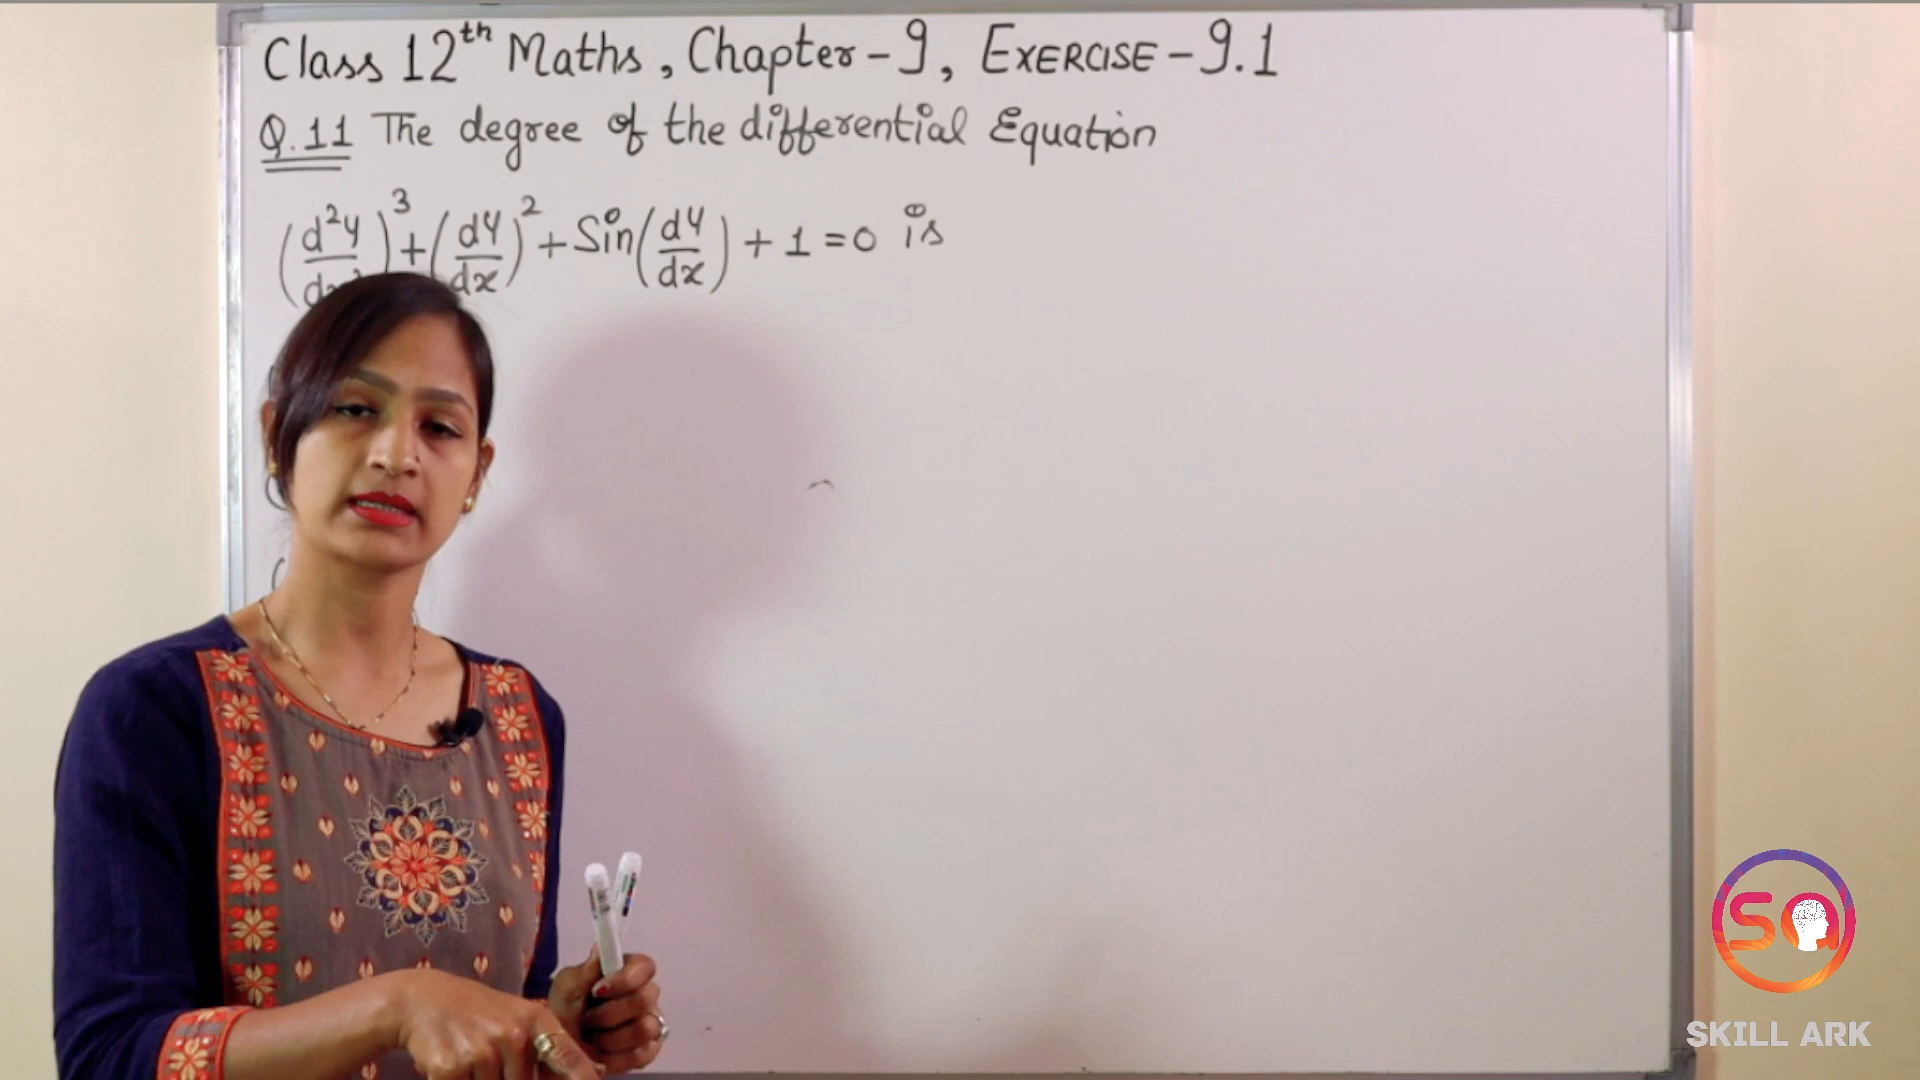 Class 12th Maths, Chapter-9, EXERCISE-9.1
Q.11 The degree of the differential Equation
(d²y/dx²)³ + (dy/dx)² + Sin(dy/dx) + 1 = 0 is
SA
SKILL ARK